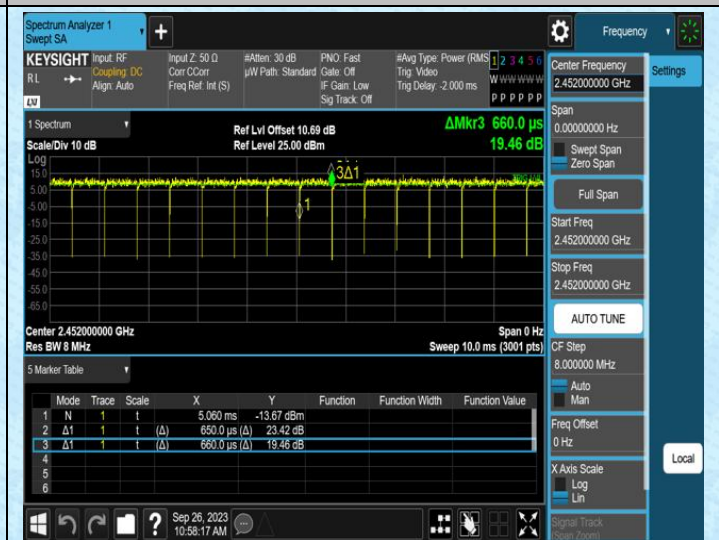 Spectrum Analyzer 1
Swept SA
+
Frequency
KEYSIGHT
Input: RF
Coupling: DC
Align: Auto
Input Z: 50 Ω
Corr CCorr
Freq Ref: Int (S)
#Atten: 30 dB
µW Path: Standard
PNO: Fast
Gate: Off
IF Gain: Low
Sig Track: Off
#Avg Type: Power (RMS
Trig: Video
Trig Delay: -2.000 ms
1 2 3 4 5 6
W W W W W W
P P P P P P
RL
LXI
1 Spectrum
Scale/Div 10 dB
Log
Ref Lvl Offset 10.69 dB
Ref Level 25.00 dBm
ΔMkr3 660.0 µs
19.46 dB
15.0
5.00
-5.00
-15.0
-25.0
-35.0
-45.0
-55.0
-65.0
3Δ1
1
Center 2.452000000 GHz
Res BW 8 MHz
Span 0 Hz
Sweep 10.0 ms (3001 pts)
5 Marker Table
Mode Trace Scale X Y Function Function Width Function Value
1 N 1 t 5.060 ms -13.67 dBm
2 Δ1 1 t (Δ) 650.0 µs (Δ) 23.42 dB
3 Δ1 1 t (Δ) 660.0 µs (Δ) 19.46 dB
4
5
6
?
Sep 26, 2023
10:58:17 AM
Center Frequency
2.452000000 GHz
Span
0.00000000 Hz
Swept Span
Zero Span
Full Span
Start Freq
2.452000000 GHz
Stop Freq
2.452000000 GHz
AUTO TUNE
CF Step
8.000000 MHz
Auto
Man
Freq Offset
0 Hz
X Axis Scale
Log
Lin
Signal Track
(Span Zoom)
Settings
Local